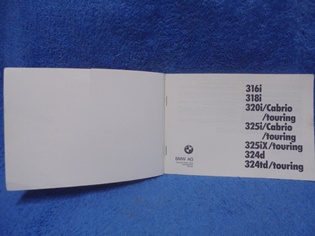 316i
318i
320i/Cabrio
/touring
325i/Cabrio
/touring
325iX/touring
324d
324td/touring
BMW AG